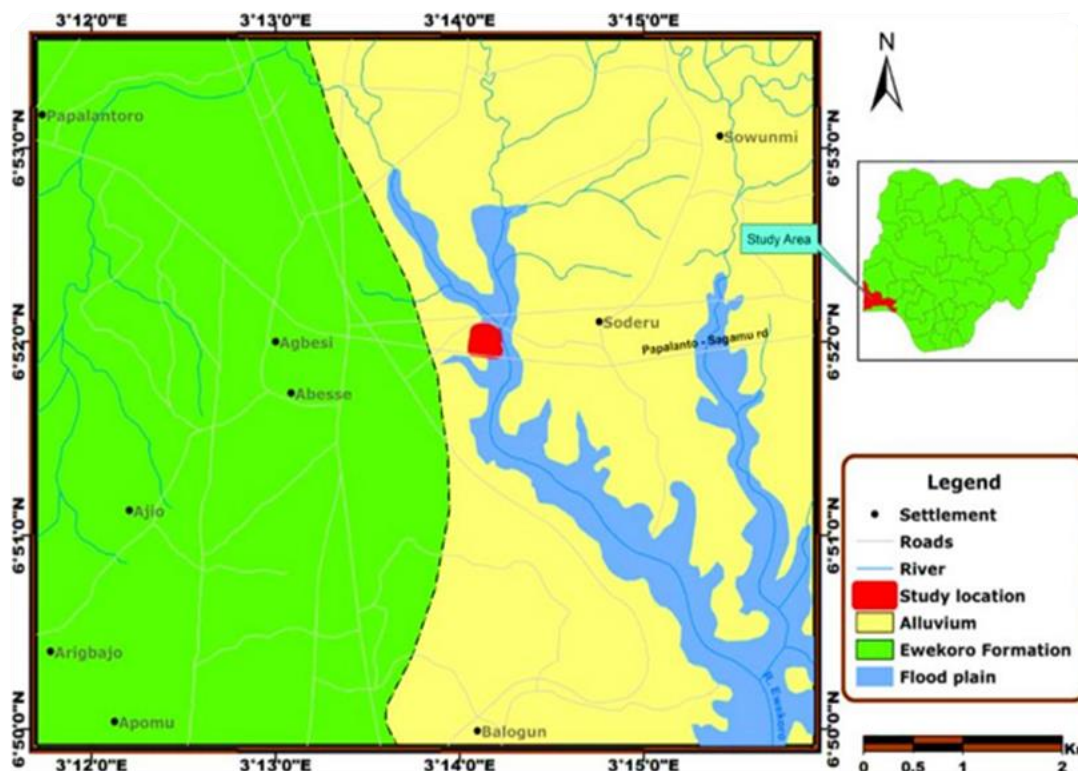 3°12'0"E 3°13'0"E 3°14'0"E 3°15'0"E
N
6°53'0"N
6°53'0"N
Papalantoro
Sowunmi
Study Area
6°52'0"N
6°52'0"N
Soderu
Papalanto - Sagamu rd
Agbesi
Abesse
Legend
Settlement
Roads
River
Study location
Alluvium
Ewekoro Formation
Flood plain
6°51'0"N
6°51'0"N
Ajio
Arigbajo
R. Ewekoro
Apomu
Balogun
6°50'0"N
6°50'0"N
3°12'0"E 3°13'0"E 3°14'0"E 3°15'0"E
0 0.5 1 2